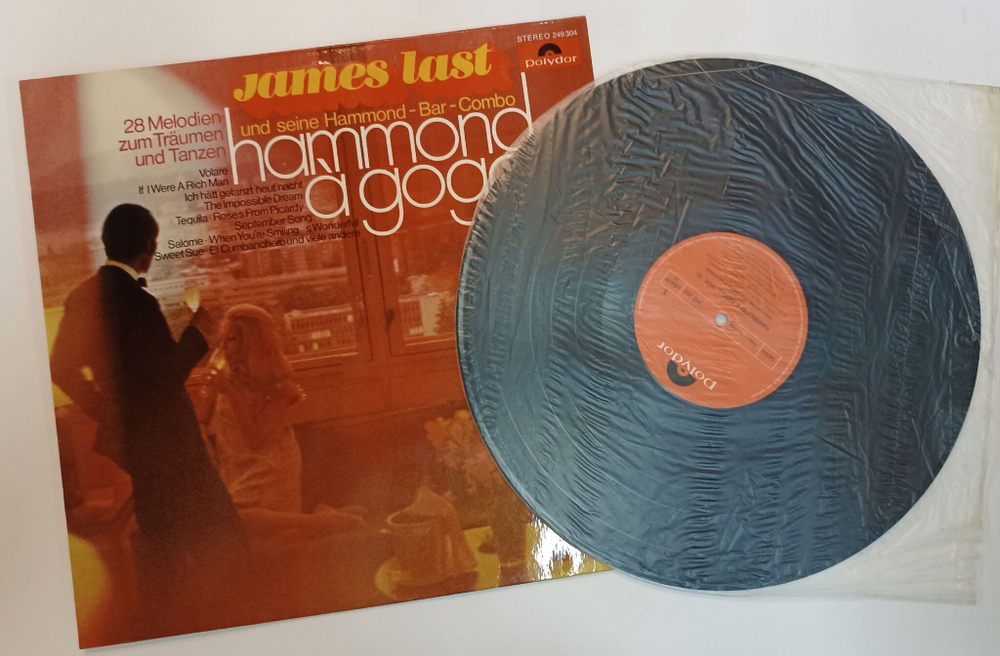 STEREO 249304
polydor
james last
und seine Hammond-Bar-Combo
hammond
à gogo
28 Melodien
zum Träumen
und Tanzen
Volare
If I Were A Rich Man
Ich hätt getanzt heut nacht
The Impossible Dream
Tequila · Roses From Picardy
September Song
Salome · When You're Smiling · 's Wonderful
Sweet Sue · El Cumbanchero und viele andere
polydor